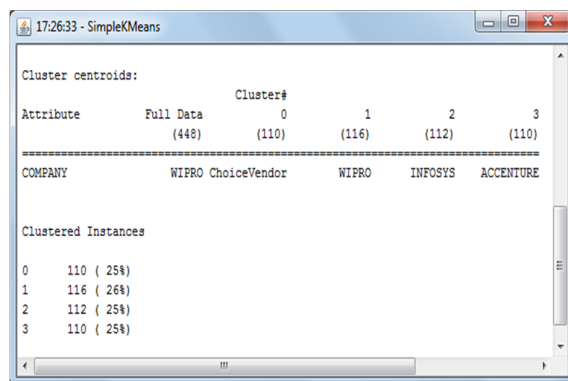 17:26:33 - SimpleKMeans
Cluster centroids:
Cluster#
Attribute Full Data 0 1 2 3
(448) (110) (116) (112) (110)
==========================================================================
COMPANY WIPRO ChoiceVendor WIPRO INFOSYS ACCENTURE
Clustered Instances
0 110 ( 25%)
1 116 ( 26%)
2 112 ( 25%)
3 110 ( 25%)